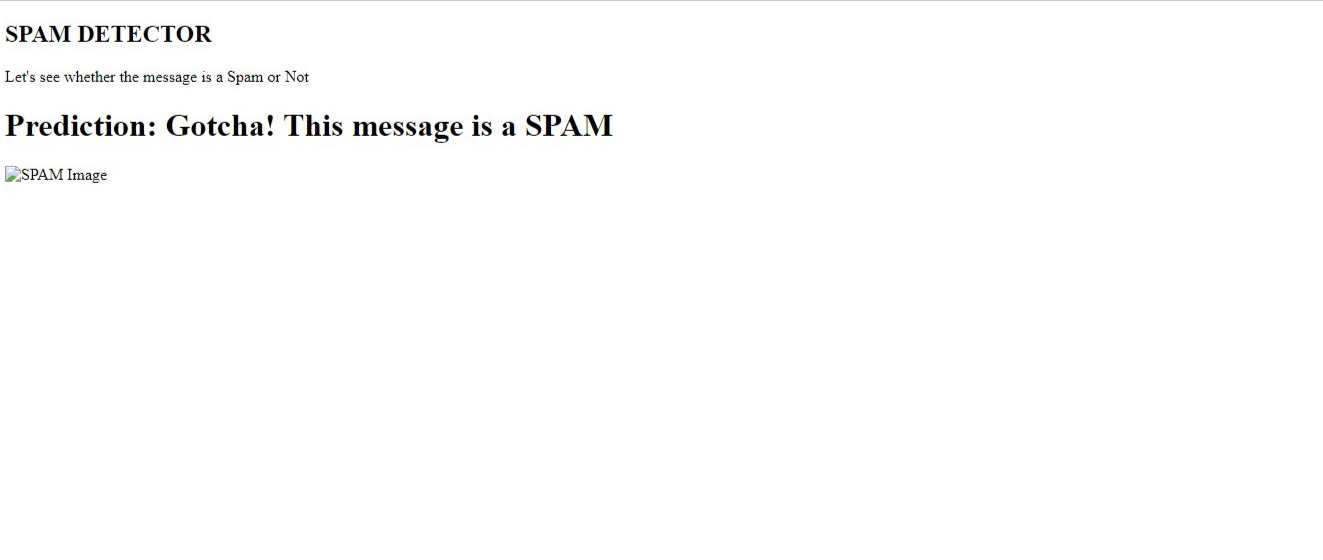 SPAM DETECTOR
Let's see whether the message is a Spam or Not
Prediction: Gotcha! This message is a SPAM
SPAM Image